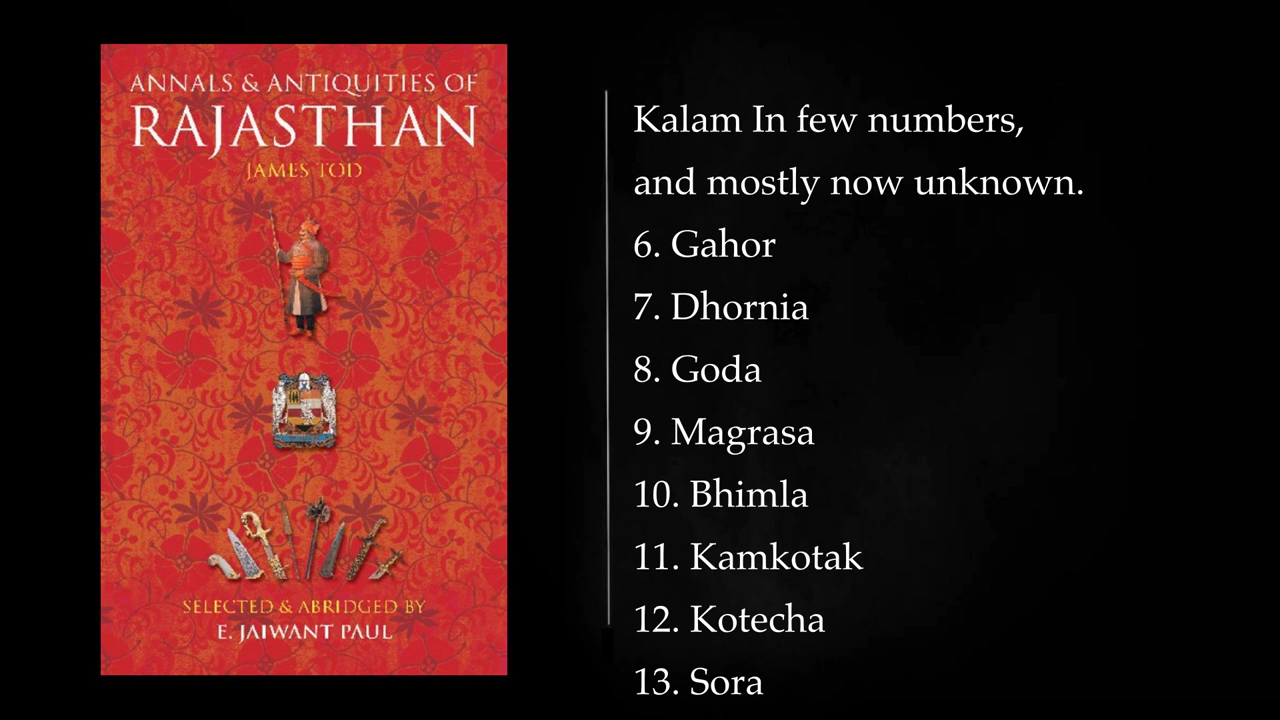 ANNALS & ANTIQUITIES OF
RAJASTHAN
JAMES TOD
SELECTED & ABRIDGED BY
E. JAIWANT PAUL
Kalam In few numbers,
and mostly now unknown.
6. Gahor
7. Dhornia
8. Goda
9. Magrasa
10. Bhimla
11. Kamkotak
12. Kotecha
13. Sora